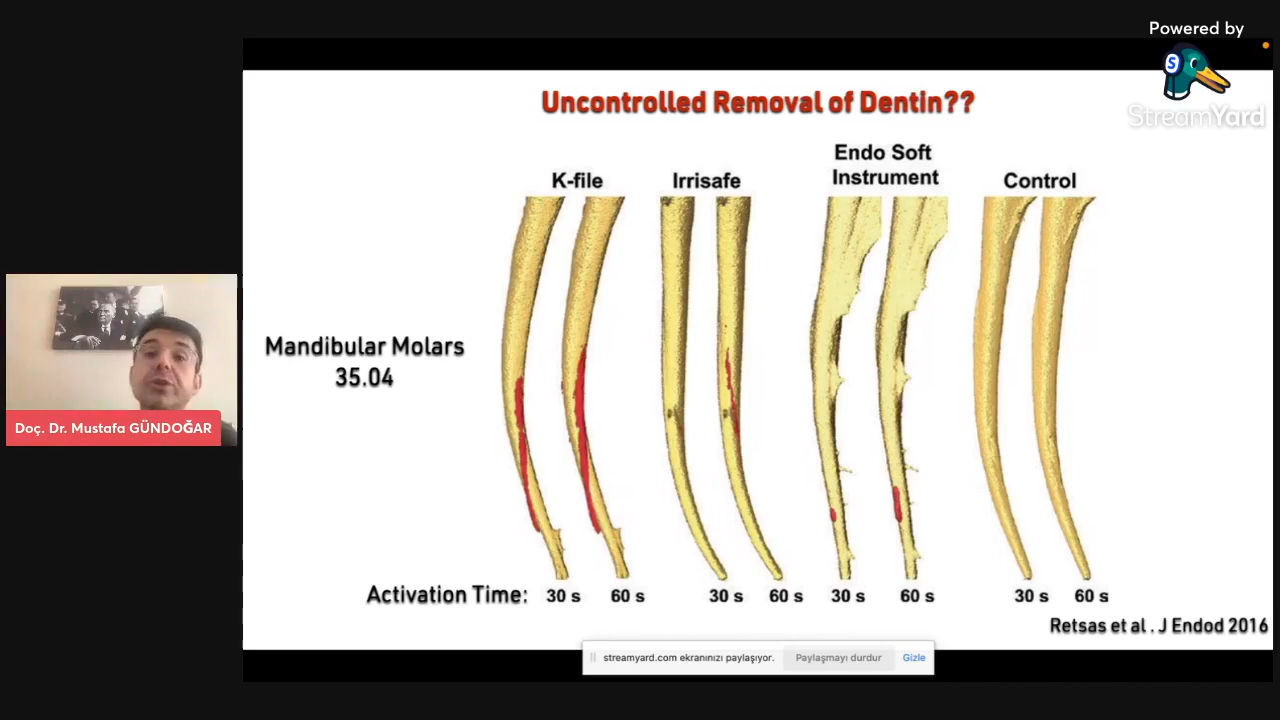 Powered by
S
StreamYard
Uncontrolled Removal of Dentin??
K-file
Irrisafe
Endo Soft
Instrument
Control
Mandibular Molars
35.04
Doç. Dr. Mustafa GÜNDOĞAR
Activation Time: 30 s 60 s 30 s 60 s 30 s 60 s 30 s 60 s
Retsas et al . J Endod 2016
streamyard.com ekranınızı paylaşıyor. Paylaşmayı durdur Gizle